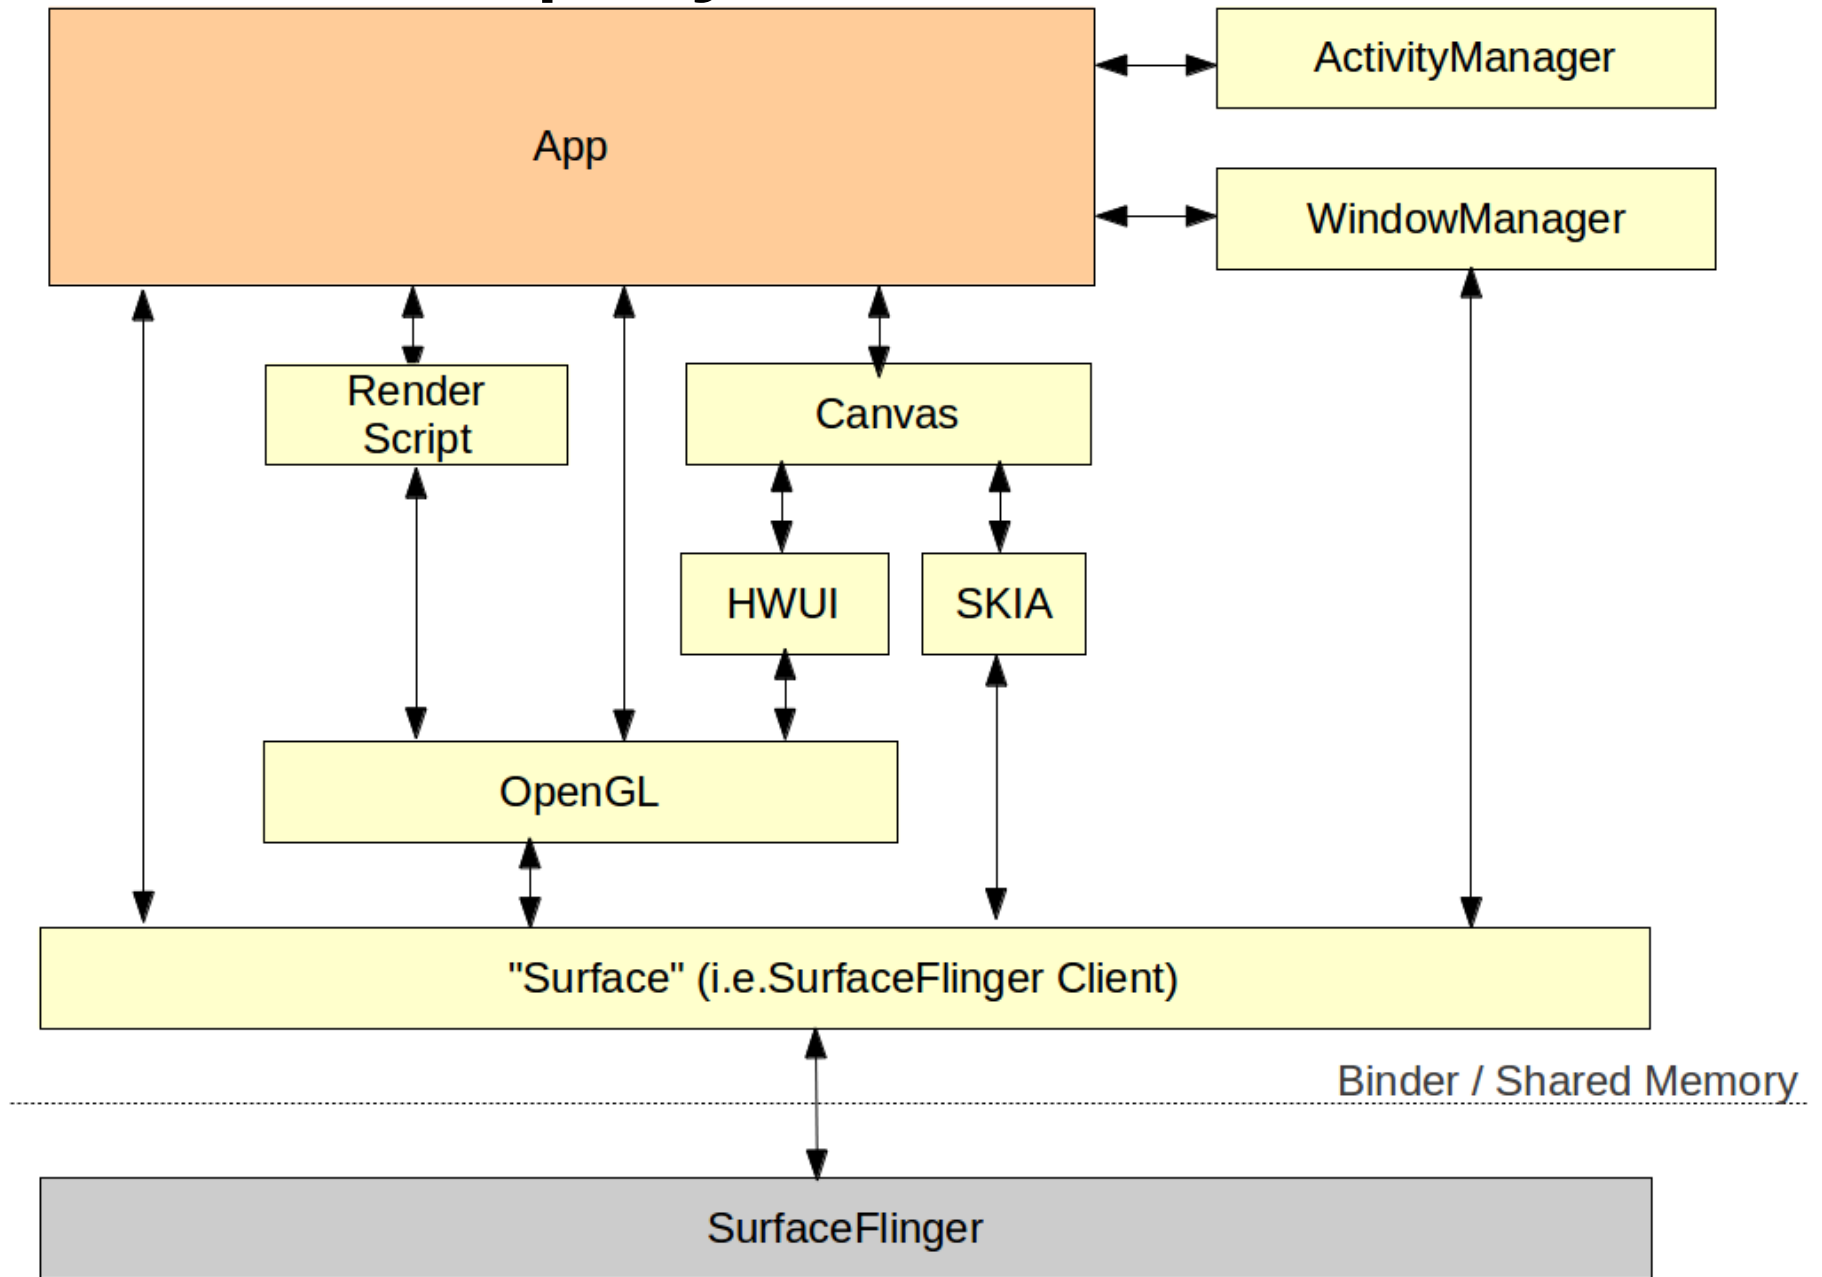 ActivityManager
App
WindowManager
Render
Script
Canvas
HWUI
SKIA
OpenGL
"Surface" (i.e.SurfaceFlinger Client)
Binder / Shared Memory
SurfaceFlinger